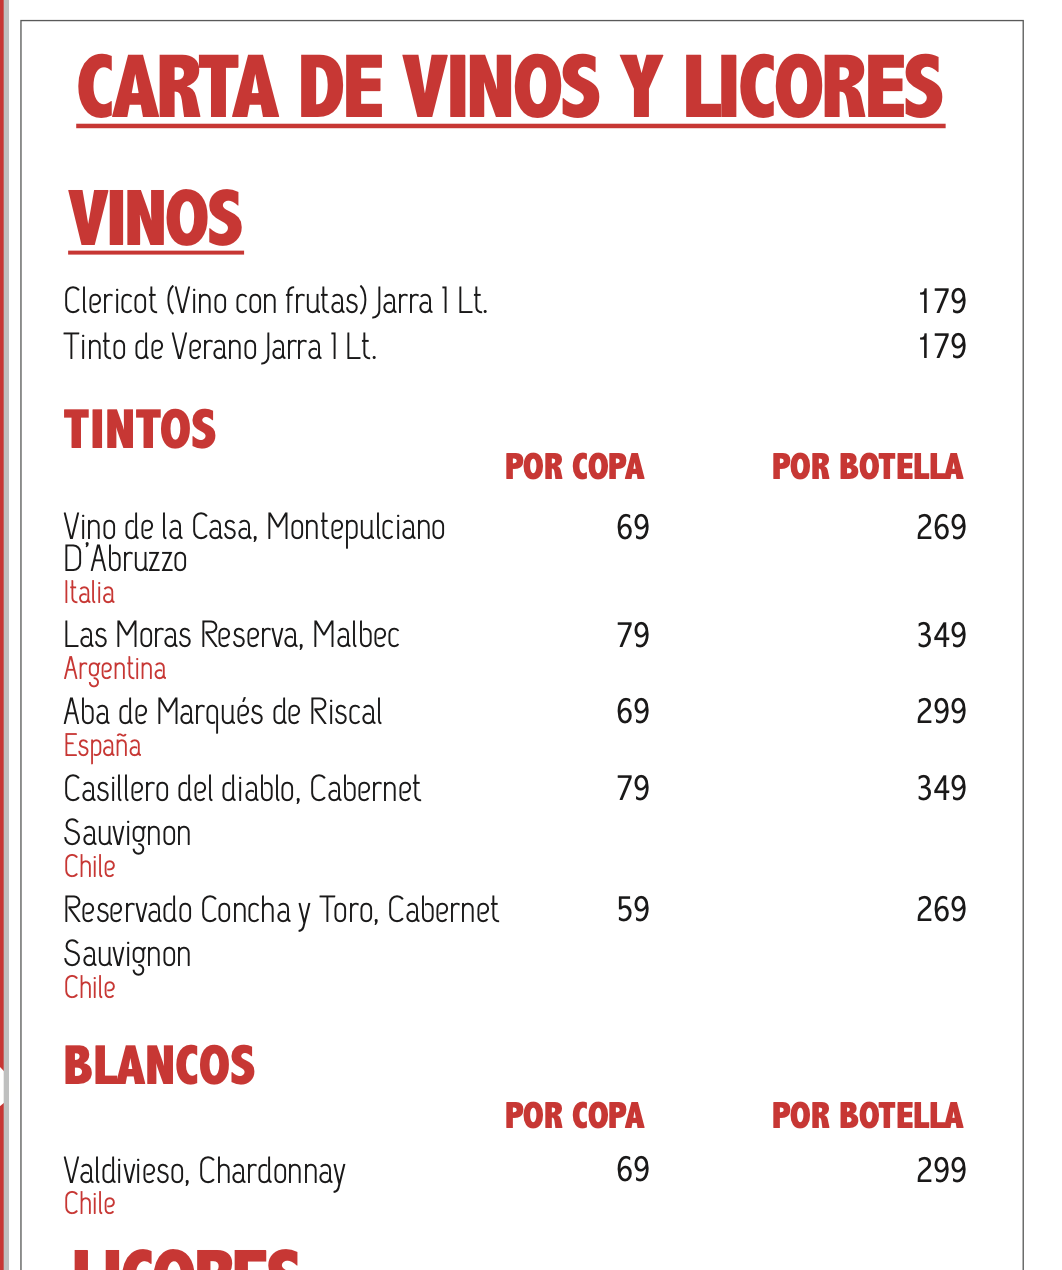 CARTA DE VINOS Y LICORES
VINOS
Clericot (Vino con frutas) Jarra 1 Lt. 179
Tinto de Verano Jarra 1 Lt. 179
TINTOS
POR COPA POR BOTELLA
Vino de la Casa, Montepulciano 69 269
D'Abruzzo
Italia
Las Moras Reserva, Malbec 79 349
Argentina
Aba de Marqués de Riscal 69 299
España
Casillero del diablo, Cabernet 79 349
Sauvignon
Chile
Reservado Concha y Toro, Cabernet 59 269
Sauvignon
Chile
BLANCOS
POR COPA POR BOTELLA
Valdivieso, Chardonnay 69 299
Chile
LICORES